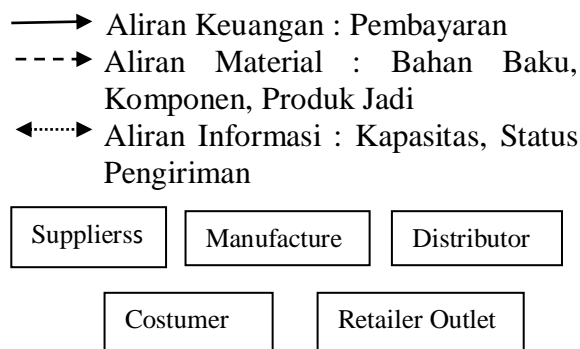 Aliran Keuangan : Pembayaran
Aliran Material : Bahan Baku,
Komponen, Produk Jadi
Aliran Informasi : Kapasitas, Status
Pengiriman
Supplierss
Manufacture
Distributor
Costumer
Retailer Outlet